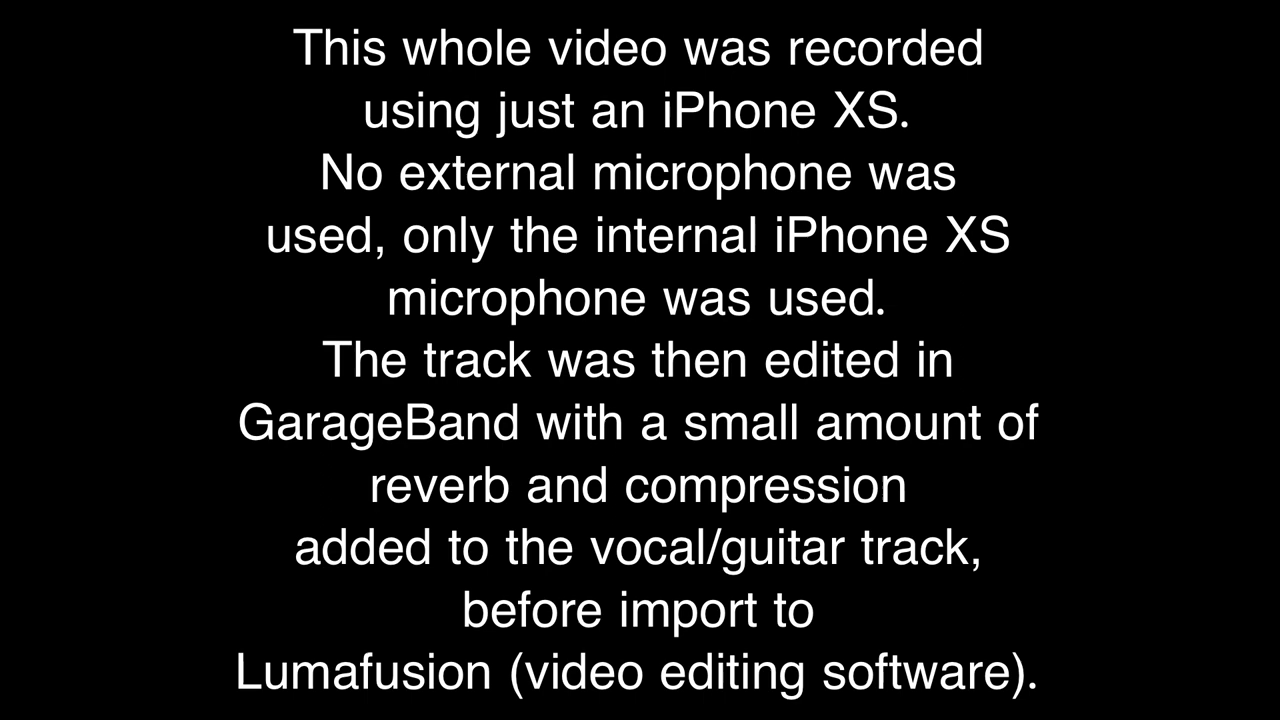 This whole video was recorded
using just an iPhone XS.
No external microphone was
used, only the internal iPhone XS
microphone was used.
The track was then edited in
GarageBand with a small amount of
reverb and compression
added to the vocal/guitar track,
before import to
Lumafusion (video editing software).